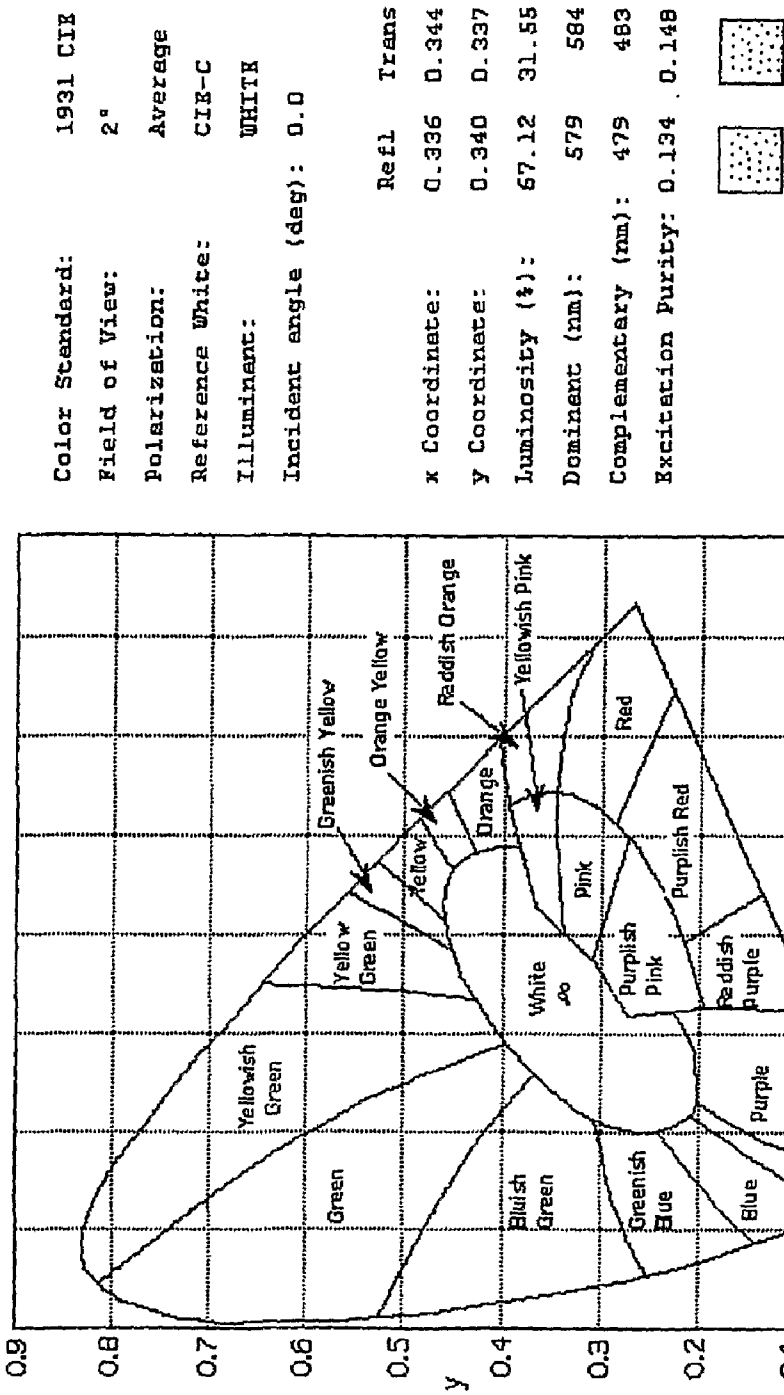 Color Standard: 1931 CIE
Field of View: 2°
Polarization: Average
Reference White: CIE-C
Illuminant: WHITE
Incident angle (deg): 0.0
Refl Trans
x Coordinate: 0.336 0.344
y Coordinate: 0.340 0.337
Luminosity (%): 67.12 31.55
Dominant (nm): 579 584
Complementary (nm): 479 483
Excitation Purity: 0.134 0.148
0.9
0.8
0.7
0.6
0.5
y
0.4
0.3
0.2
Greenish Yellow
Orange Yellow
Reddish Orange
Yellowish Pink
Yellowish
Green
Yellow
Green
Yellow
Orange
Green
White
Pink
Red
Bluish
Green
Purplish
Pink
Purplish Red
Greenish
Blue
Reddish
Purple
Blue
Purple